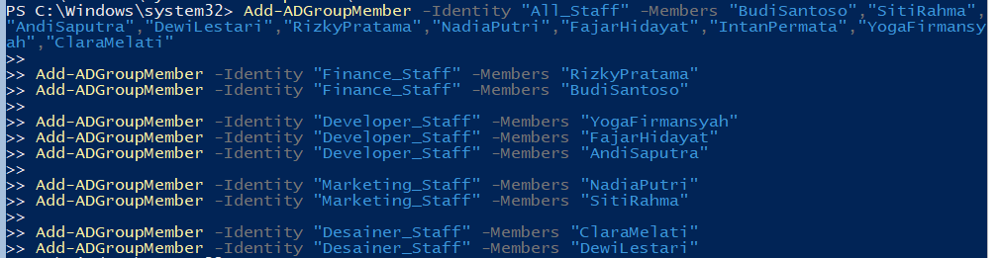 PS C:\Windows\system32> Add-ADGroupMember -Identity "All_Staff" -Members "BudiSantoso","SitiRahma",
"AndiSaputra","DewiLestari","RizkyPratama","NadiaPutri","FajarHidayat","IntanPermata","YogaFirmansy
ah","ClaraMelati"
>>
>> Add-ADGroupMember -Identity "Finance_Staff" -Members "RizkyPratama"
>> Add-ADGroupMember -Identity "Finance_Staff" -Members "BudiSantoso"
>>
>> Add-ADGroupMember -Identity "Developer_Staff" -Members "YogaFirmansyah"
>> Add-ADGroupMember -Identity "Developer_Staff" -Members "FajarHidayat"
>> Add-ADGroupMember -Identity "Developer_Staff" -Members "AndiSaputra"
>>
>> Add-ADGroupMember -Identity "Marketing_Staff" -Members "NadiaPutri"
>> Add-ADGroupMember -Identity "Marketing_Staff" -Members "SitiRahma"
>>
>> Add-ADGroupMember -Identity "Desainer_Staff" -Members "ClaraMelati"
>> Add-ADGroupMember -Identity "Desainer_Staff" -Members "DewiLestari"